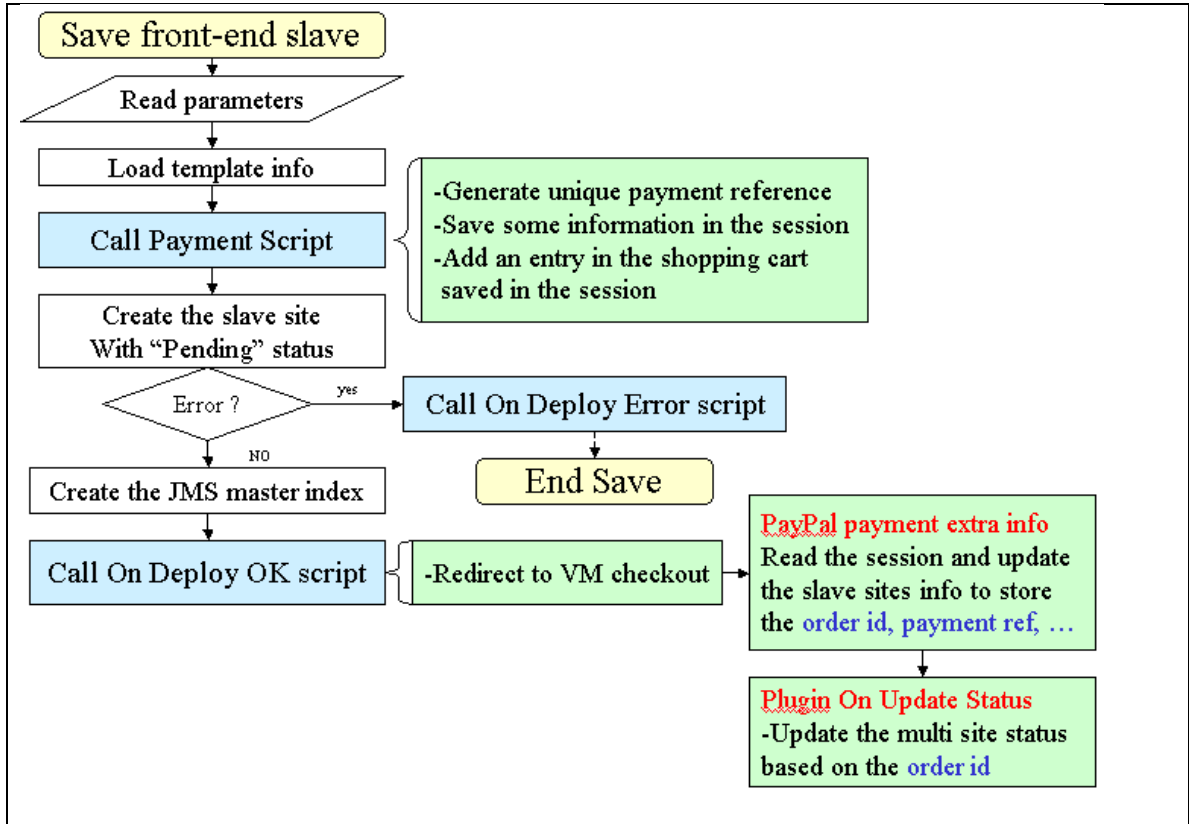 Save front-end slave
Read parameters
Load template info
Call Payment Script
-Generate unique payment reference
-Save some information in the session
-Add an entry in the shopping cart
saved in the session
Create the slave site
With “Pending” status
Error ?
yes
Call On Deploy Error script
End Save
NO
Create the JMS master index
Call On Deploy OK script
-Redirect to VM checkout
PayPal payment extra info
Read the session and update
the slave sites info to store
the order id, payment ref, …
Plugin On Update Status
-Update the multi site status
based on the order id